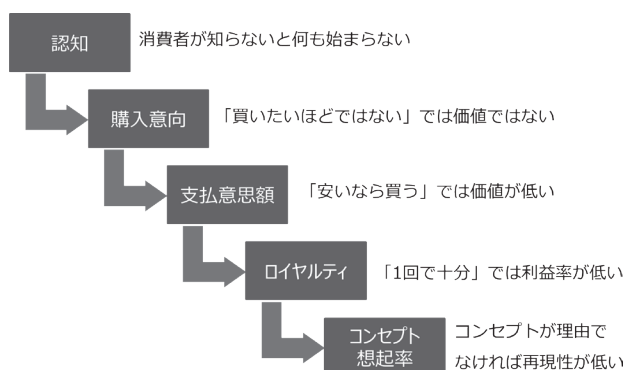 認知
消費者が知らないと何も始まらない
購入意向
「買いたいほどではない」では価値ではない
支払意思額
「安いなら買う」では価値が低い
ロイヤルティ
「1回で十分」では利益率が低い
コンセプト
想起率
コンセプトが理由で
なければ再現性が低い